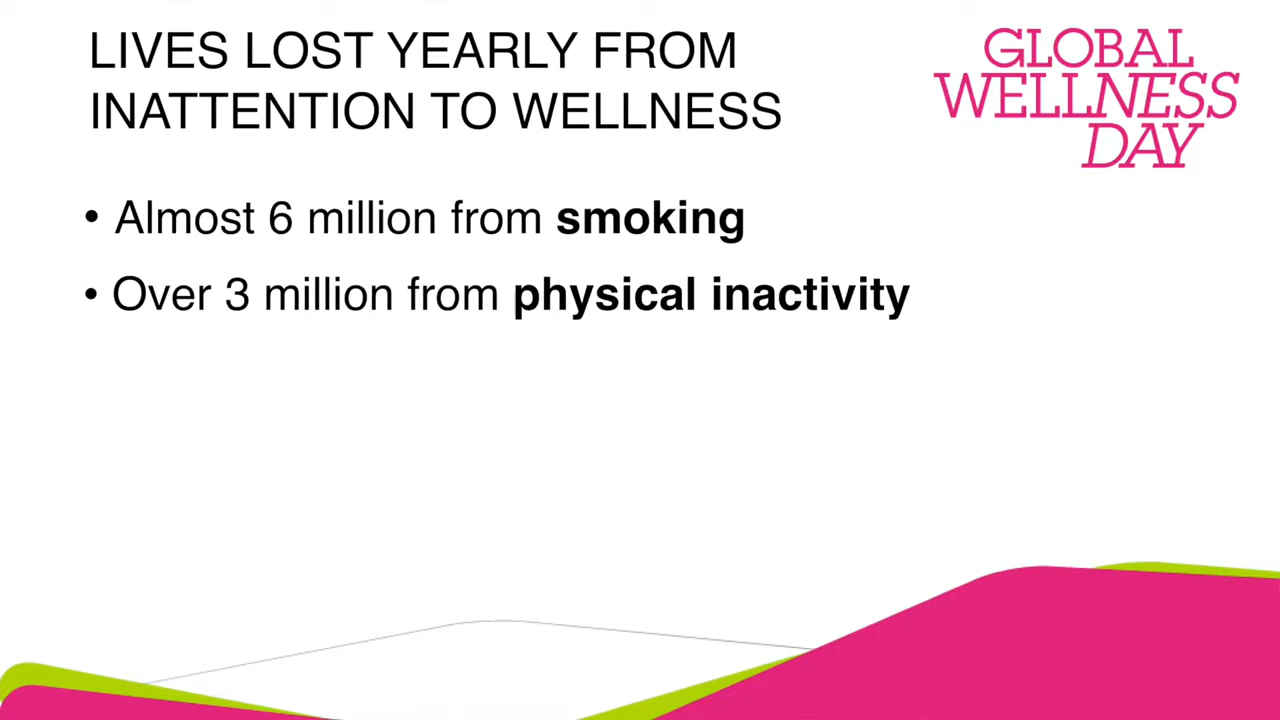 LIVES LOST YEARLY FROM
INATTENTION TO WELLNESS
GLOBAL
WELLNESS
DAY
• Almost 6 million from smoking
• Over 3 million from physical inactivity